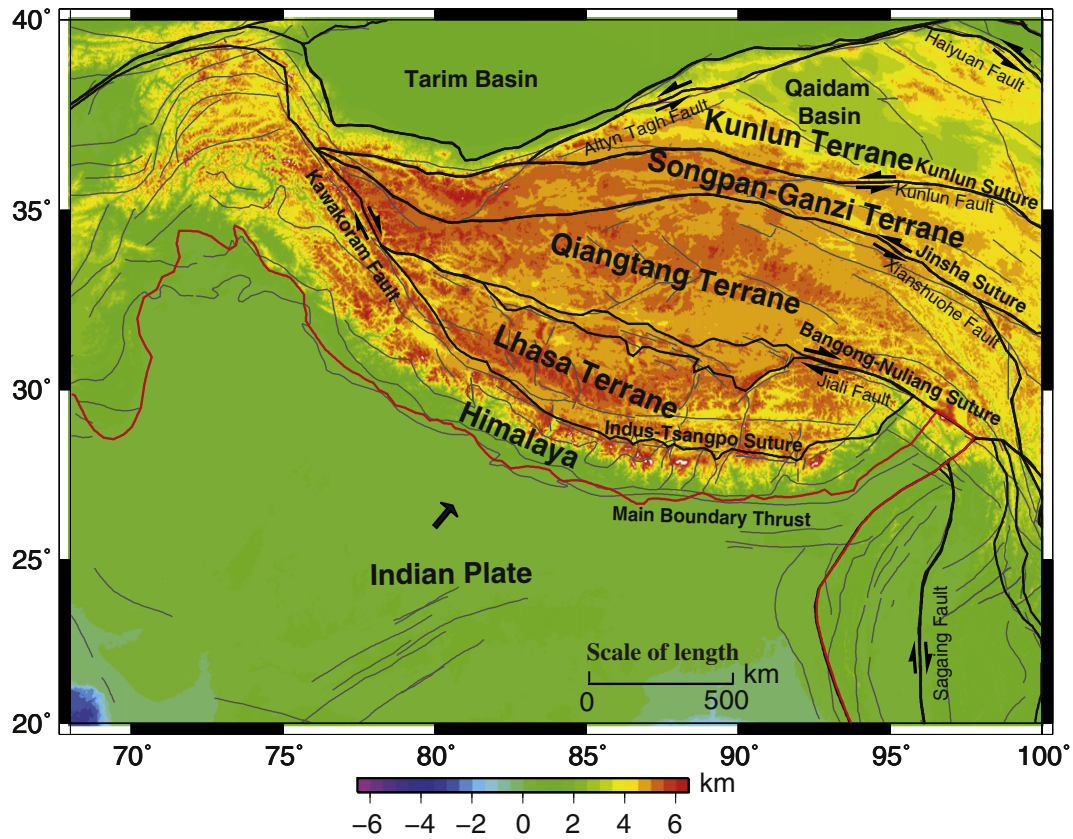 40°
35°
30°
25°
20°
Tarim Basin
Haiyuan Fault
Qaidam
Basin
Altyn Tagh Fault
Kunlun Terrane
Kunlun Suture
Kunlun Fault
Songpan-Ganzi Terrane
Kawakoram Fault
Jinsha Suture
Xianshuohe Fault
Qiangtang Terrane
Bangong-Nuliang Suture
Jiali Fault
Lhasa Terrane
Indus-Tsangpo Suture
Himalaya
Main Boundary Thrust
Indian Plate
Sagaing Fault
Scale of length
km
0 500
70° 75° 80° 85° 90° 95° 100°
km
−6 −4 −2 0 2 4 6